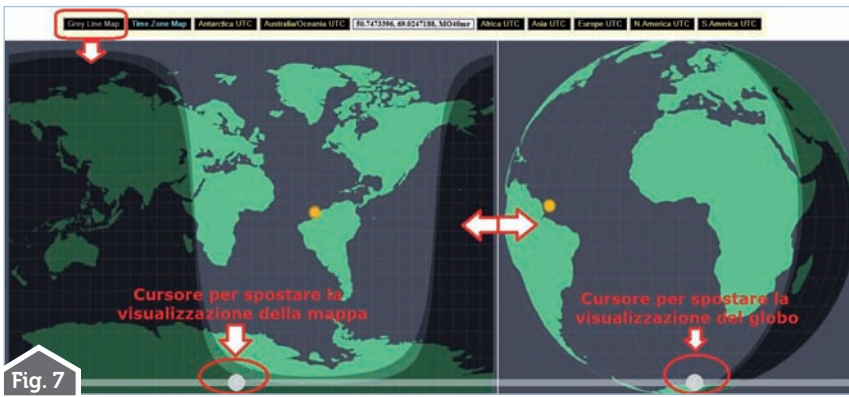 Grey Line Map Time Zone Map Antarctica UTC Australia/Oceania UTC 50.7473396, 69.0247188, MO40mr Africa UTC Asia UTC Europe UTC N.America UTC S.America UTC
Cursore per spostare la
visualizzazione della mappa
Cursore per spostare la
visualizzazione del globo
Fig. 7